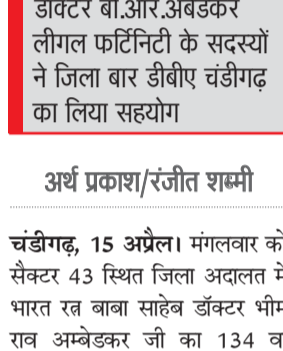 डॉक्टर बी.आर.अंबेडकर
लीगल फर्टिनिटी के सदस्यों
ने जिला बार डीबीए चंडीगढ़
का लिया सहयोग
अर्थ प्रकाश/रंजीत शम्मी
चंडीगढ़, 15 अप्रैल। मंगलवार को
सैक्टर 43 स्थित जिला अदालत में
भारत रत्न बाबा साहेब डॉक्टर भीम
राव अम्बेडकर जी का 134 व